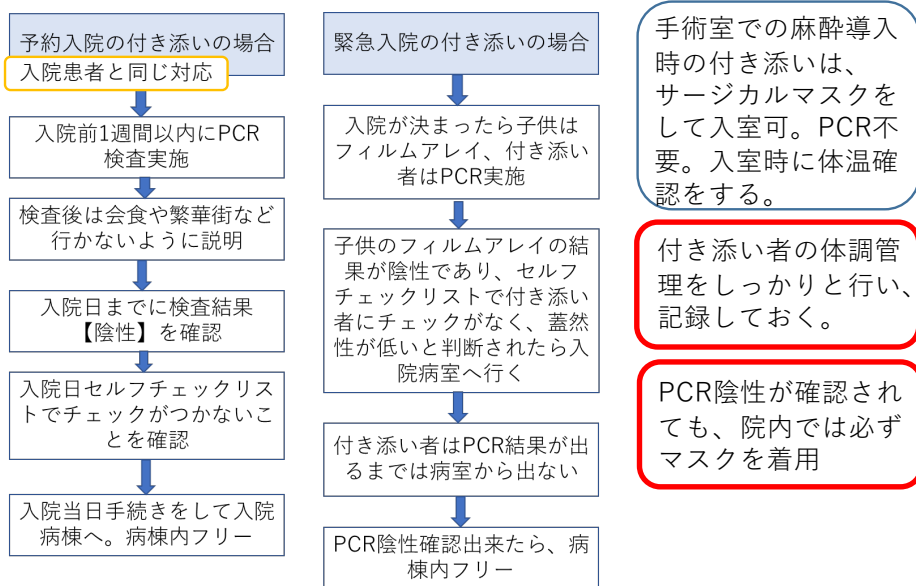 予約入院の付き添いの場合
入院患者と同じ対応
入院前1週間以内にPCR
検査実施
検査後は会食や繁華街など
行かないように説明
入院日までに検査結果
【陰性】を確認
入院日セルフチェックリス
トでチェックがつかないこ
とを確認
入院当日手続きをして入院
病棟へ。病棟内フリー
緊急入院の付き添いの場合
入院が決まったら子供は
フィルムアレイ、付き添い
者はPCR実施
子供のフィルムアレイの結
果が陰性であり、セルフ
チェックリストで付き添い
者にチェックがなく、蓋然
性が低いと判断されたら入
院病室へ行く
付き添い者はPCR結果が出
るまでは病室から出ない
PCR陰性確認出来たら、病
棟内フリー
手術室での麻酔導入
時の付き添いは、
サージカルマスクを
して入室可。PCR不
要。入室時に体温確
認をする。
付き添い者の体調管
理をしっかりと行い、
記録しておく。
PCR陰性が確認され
ても、院内では必ず
マスクを着用